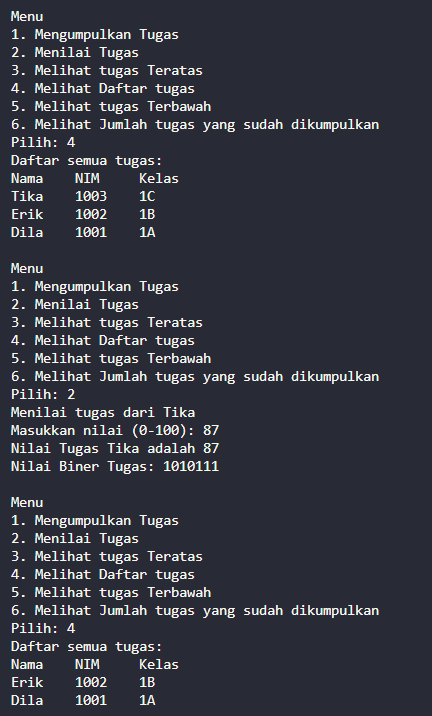 Menu
1. Mengumpulkan Tugas
2. Menilai Tugas
3. Melihat tugas Teratas
4. Melihat Daftar tugas
5. Melihat tugas Terbawah
6. Melihat Jumlah tugas yang sudah dikumpulkan
Pilih: 4
Daftar semua tugas:
Nama    NIM     Kelas
Tika    1003    1C
Erik    1002    1B
Dila    1001    1A

Menu
1. Mengumpulkan Tugas
2. Menilai Tugas
3. Melihat tugas Teratas
4. Melihat Daftar tugas
5. Melihat tugas Terbawah
6. Melihat Jumlah tugas yang sudah dikumpulkan
Pilih: 2
Menilai tugas dari Tika
Masukkan nilai (0-100): 87
Nilai Tugas Tika adalah 87
Nilai Biner Tugas: 1010111

Menu
1. Mengumpulkan Tugas
2. Menilai Tugas
3. Melihat tugas Teratas
4. Melihat Daftar tugas
5. Melihat tugas Terbawah
6. Melihat Jumlah tugas yang sudah dikumpulkan
Pilih: 4
Daftar semua tugas:
Nama    NIM     Kelas
Erik    1002    1B
Dila    1001    1A